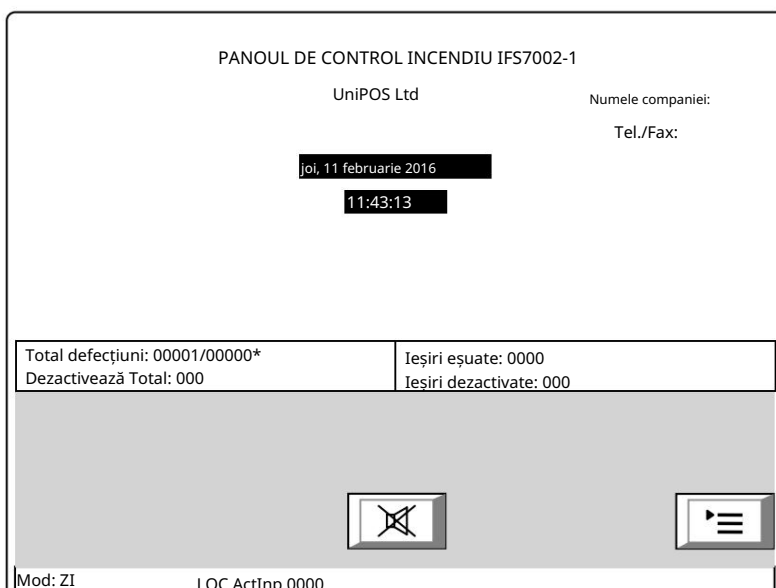 PANOUL DE CONTROL INCENDIU IFS7002-1
UniPOS Ltd
Numele companiei:
Tel./Fax:
joi, 11 februarie 2016
11:43:13
Total defecțiuni: 00001/00000*
Dezactivează Total: 000
Ieșiri eșuate: 0000
Ieșiri dezactivate: 000
Mod: ZI
LOC ActInp 0000